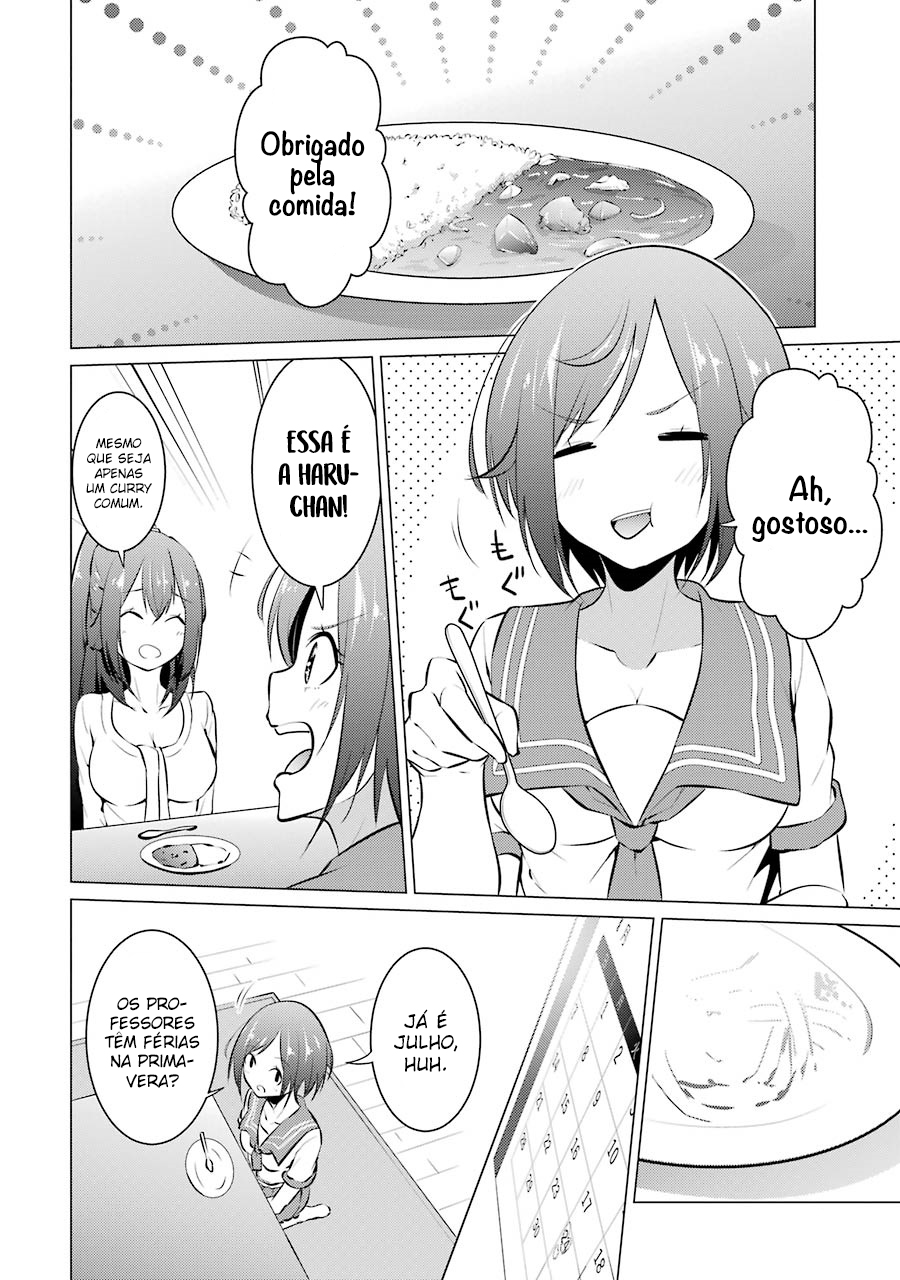 Obrigado
pela
comida!
Ah,
gostoso...
もぐ
もぐ
ESSA É
A HARU-
CHAN!
MESMO
QUE SEJA
APENAS
UM CURRY
COMUM.
JÁ É
JULHO,
HUH.
OS PRO-
FESSORES
TÊM FÉRIAS
NA PRIMA-
VERA?